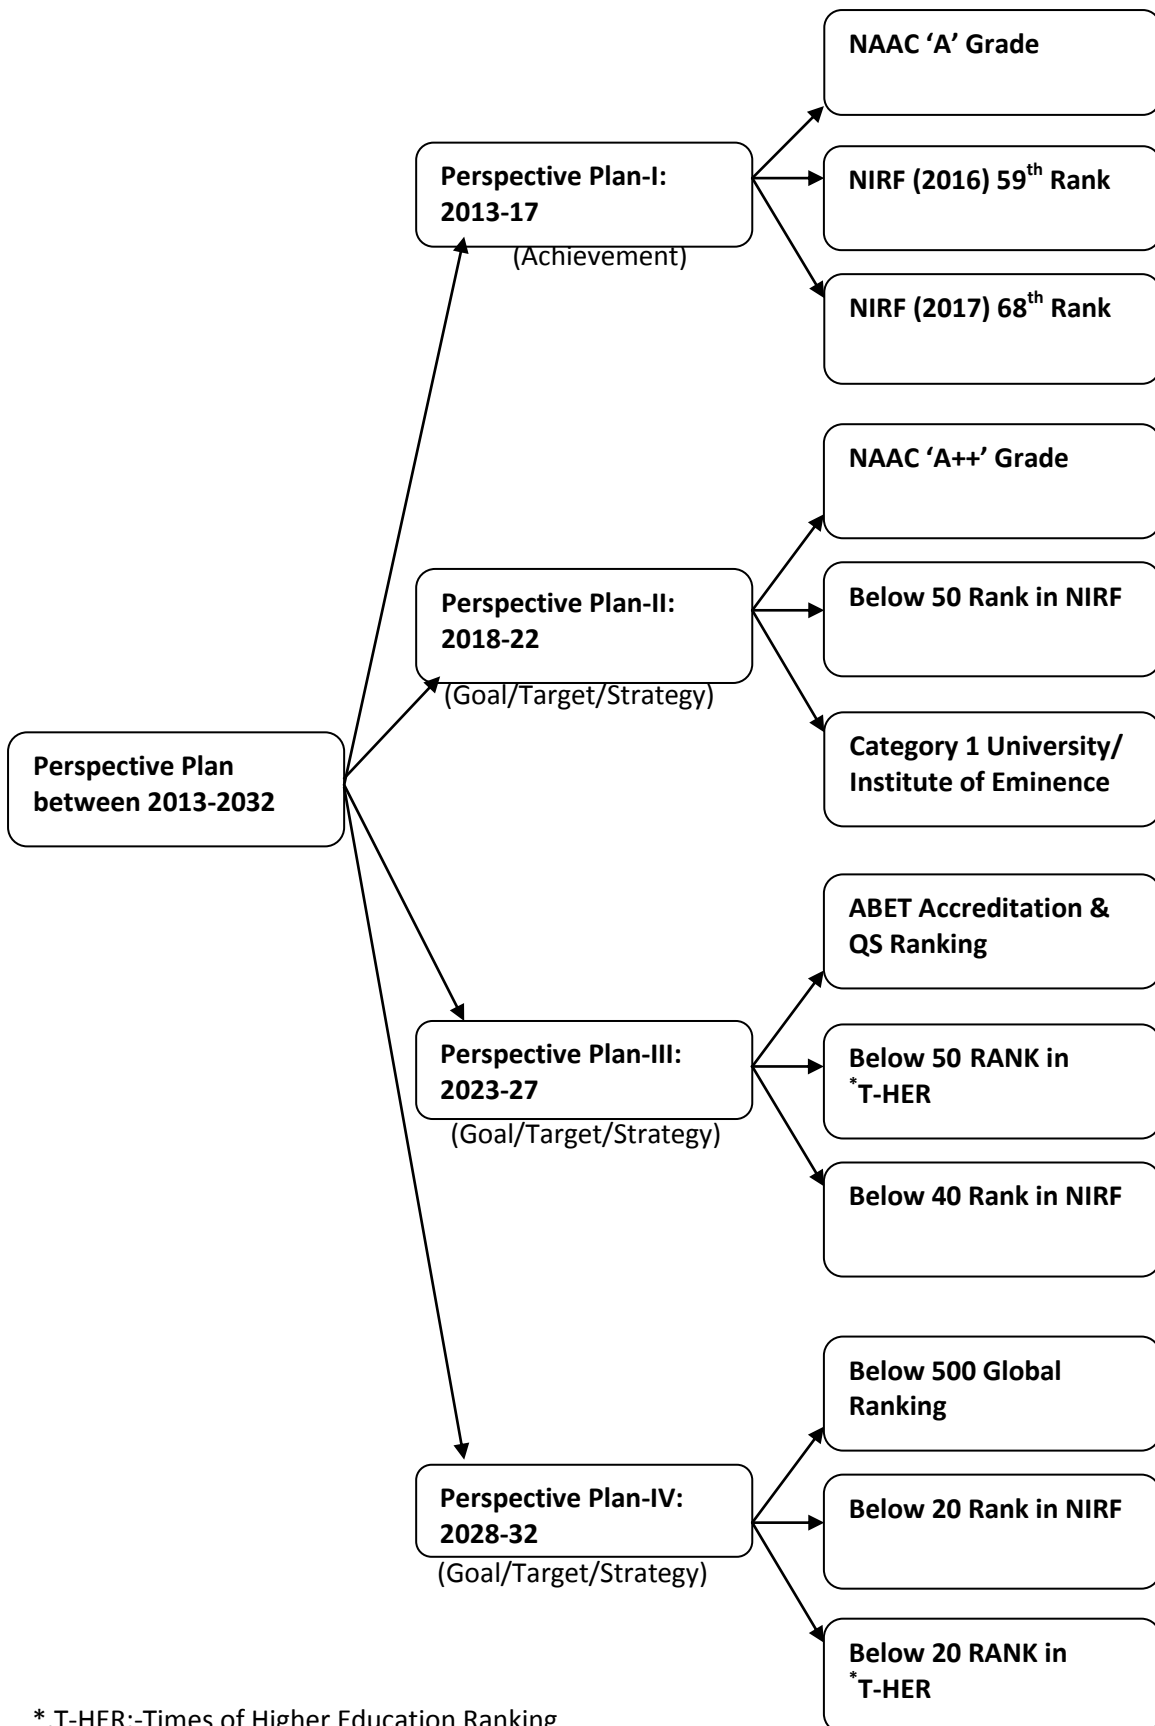 NAAC ‘A’ Grade
Perspective Plan-I:
2013-17
(Achievement)
NIRF (2016) 59th Rank
NIRF (2017) 68th Rank
NAAC ‘A++’ Grade
Perspective Plan-II:
2018-22
(Goal/Target/Strategy)
Below 50 Rank in NIRF
Category 1 University/
Institute of Eminence
Perspective Plan
between 2013-2032
ABET Accreditation &
QS Ranking
Perspective Plan-III:
2023-27
(Goal/Target/Strategy)
Below 50 RANK in
*T-HER
Below 40 Rank in NIRF
Below 500 Global
Ranking
Perspective Plan-IV:
2028-32
(Goal/Target/Strategy)
Below 20 Rank in NIRF
Below 20 RANK in
*T-HER
*.T-HER:-Times of Higher Education Ranking